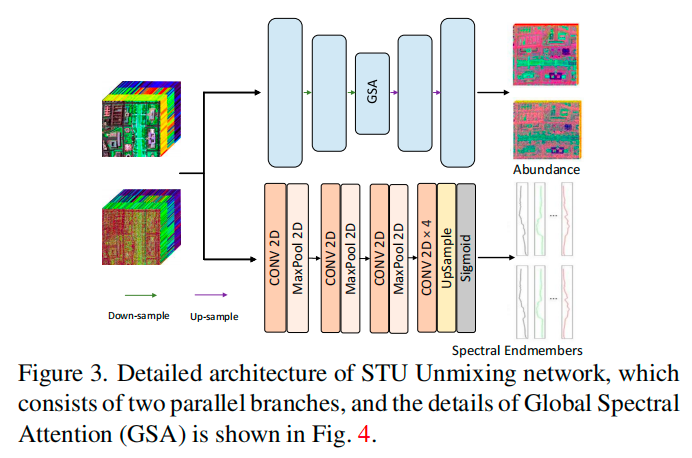 GSA
Abundance
CONV 2D
MaxPool 2D
CONV 2D
MaxPool 2D
CONV 2D
MaxPool 2D
CONV 2D × 4
UpSample
Sigmoid
Down-sample
Up-sample
Spectral Endmembers
Figure 3. Detailed architecture of STU Unmixing network, which
consists of two parallel branches, and the details of Global Spectral
Attention (GSA) is shown in Fig. 4.